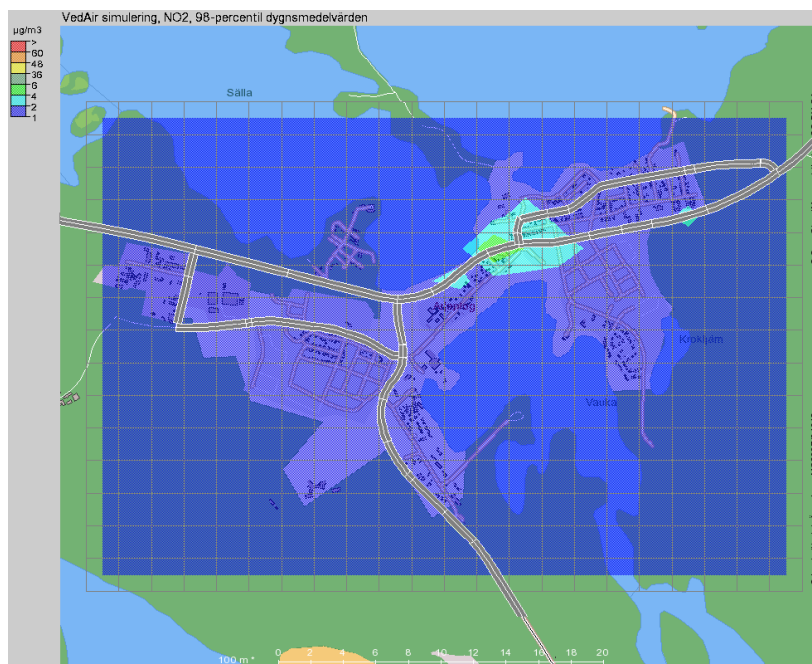 VedAir simulering, NO2, 98-percentil dygnsmedelvärden
µg/m3
>
60
48
36
6
4
2
1
Sälla
Krokijärn
Vauka
100 m *
0 2 4 6 8 10 12 14 16 18 20